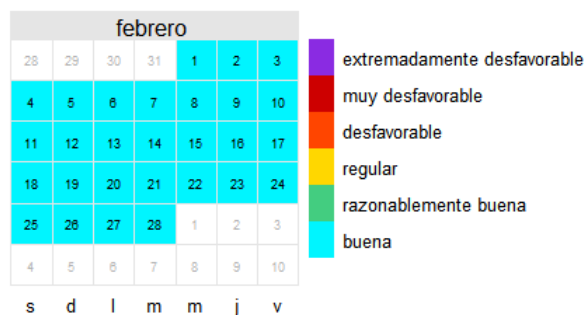 febrero
28 29 30 31 1 2 3
4 5 6 7 8 9 10
11 12 13 14 15 16 17
18 19 20 21 22 23 24
25 26 27 28 1 2 3
4 5 6 7 8 9 10
s d l m m j v
extremadamente desfavorable
muy desfavorable
desfavorable
regular
razonablemente buena
buena